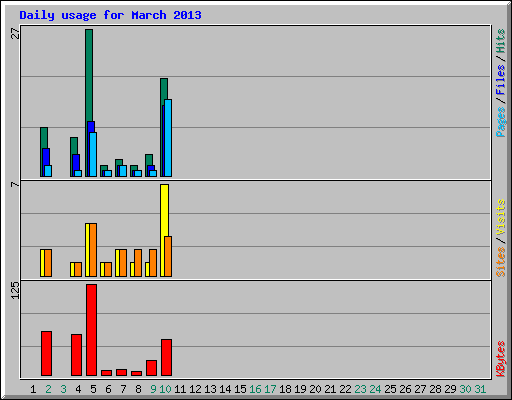 Daily usage for March 2013
27
7
125
Pages / Files / Hits
Sites / Visits
KBytes
1 2 3 4 5 6 7 8 9 10 11 12 13 14 15 16 17 18 19 20 21 22 23 24 25 26 27 28 29 30 31